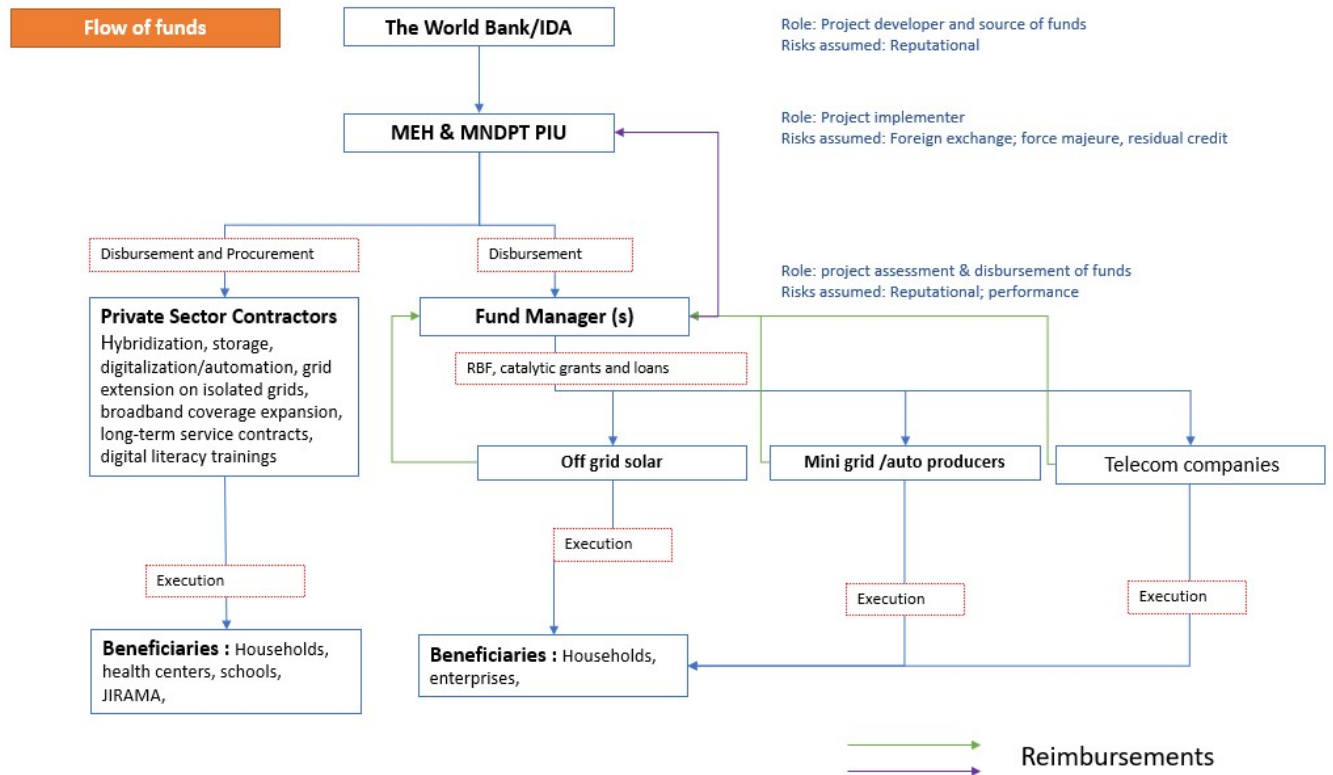 Flow of funds
The World Bank/IDA
Role: Project developer and source of funds
Risks assumed: Reputational
MEH & MNDPT PIU
Role: Project implementer
Risks assumed: Foreign exchange; force majeure, residual credit
Disbursement and Procurement
Disbursement
Role: project assessment & disbursement of funds
Risks assumed: Reputational; performance
Private Sector Contractors
Hybridization, storage,
digitalization/automation, grid
extension on isolated grids,
broadband coverage expansion,
long-term service contracts,
digital literacy trainings
Fund Manager (s)
RBF, catalytic grants and loans
Off grid solar
Mini grid /auto producers
Telecom companies
Execution
Execution
Execution
Execution
Beneficiaries : Households,
health centers, schools,
JIRAMA,
Beneficiaries : Households,
enterprises,
Reimbursements